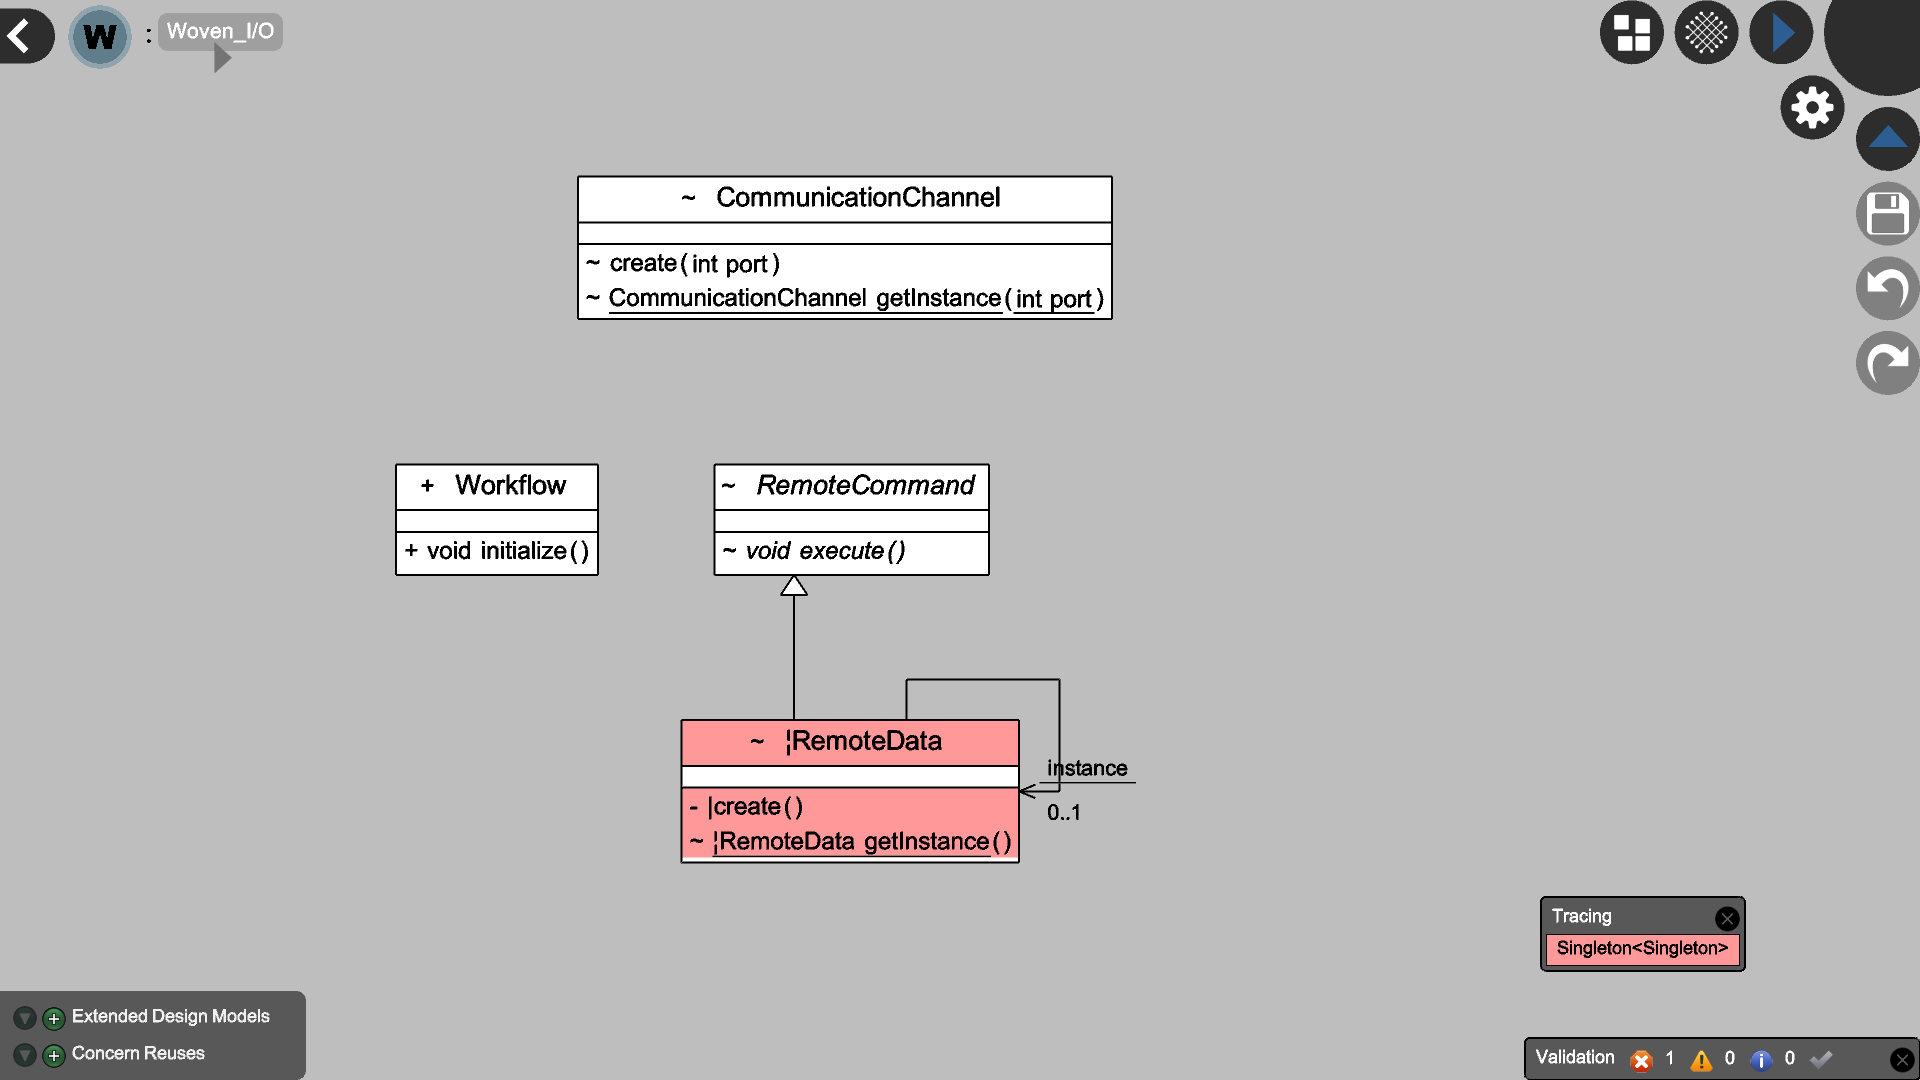 W : Woven_I/O
~ CommunicationChannel
~ create(int port)
~ CommunicationChannel getInstance(int port)
+ Workflow
+ void initialize()
~ RemoteCommand
~ void execute()
~ ¦RemoteData
- |create()
~ ¦RemoteData getInstance()
instance
0..1
Tracing
Singleton<Singleton>
Extended Design Models
Concern Reuses
Validation 1 0 0